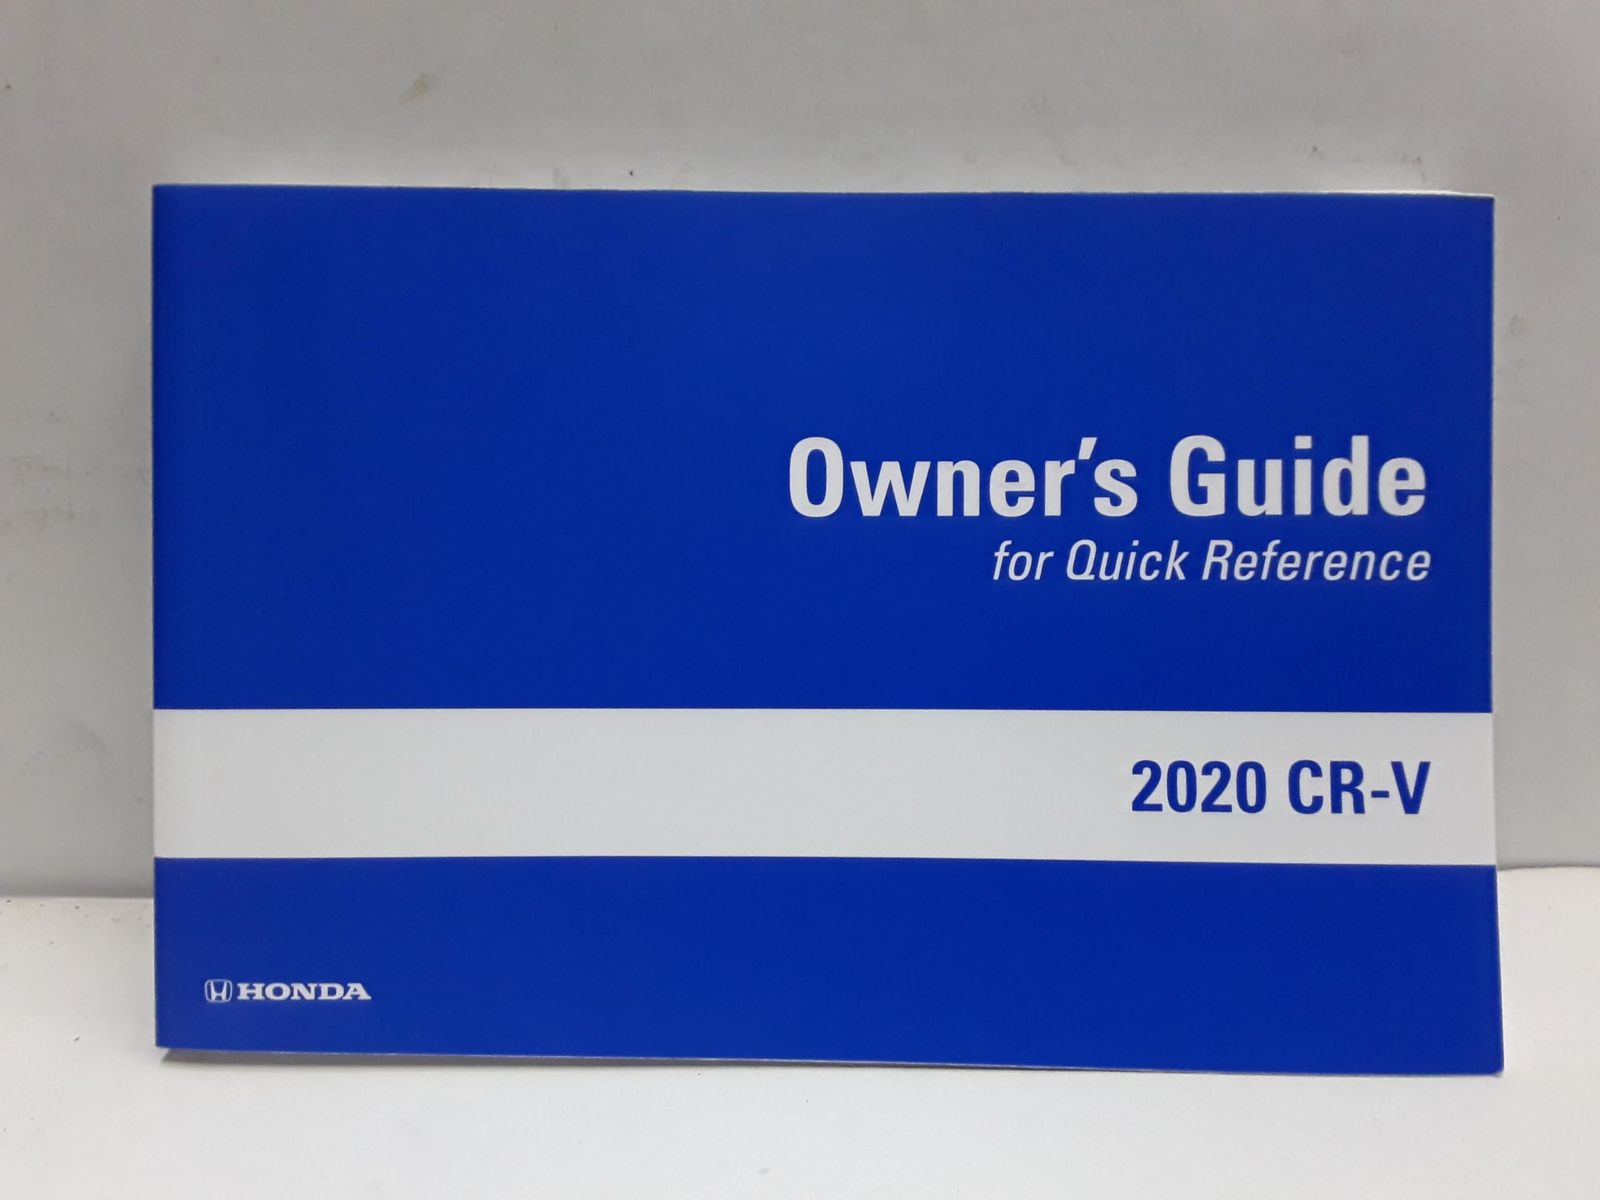 Owner's Guide
for Quick Reference
2020 CR-V
HONDA